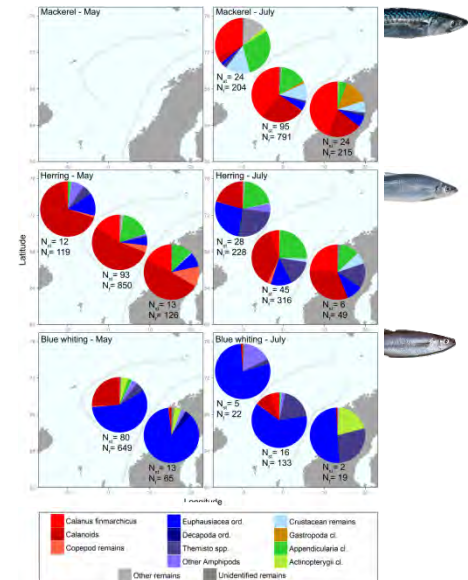 Mackerel - May
Mackerel - July
Nst= 24
Nf= 204
Nst= 95
Nf= 791
Nst= 24
Nf= 215
Herring - May
Herring - July
Nst= 12
Nf= 119
Nst= 93
Nf= 850
Nst= 13
Nf= 126
Nst= 28
Nf= 228
Nst= 45
Nf= 316
Nst= 6
Nf= 49
Latitude
Blue whiting - May
Blue whiting - July
Nst= 80
Nf= 649
Nst= 13
Nf= 65
Nst= 5
Nf= 22
Nst= 16
Nf= 133
Nst= 2
Nf= 19
Longitude
Calanus finmarchicus
Calanoids
Copepod remains
Euphausiacea ord.
Decapoda ord.
Themisto spp.
Other Amphipods
Crustacean remains
Gastropoda cl.
Appendicularia cl.
Actinopterygii cl.
Other remains
Unidentified remains